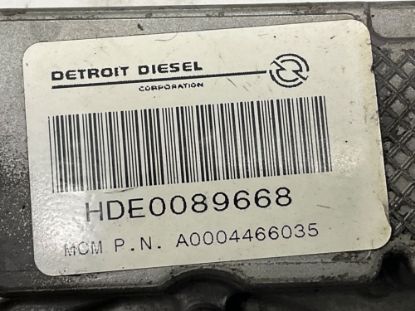 DETROIT DIESEL
CORPORATION
HDE0089668
MCM P.N. A0004466035